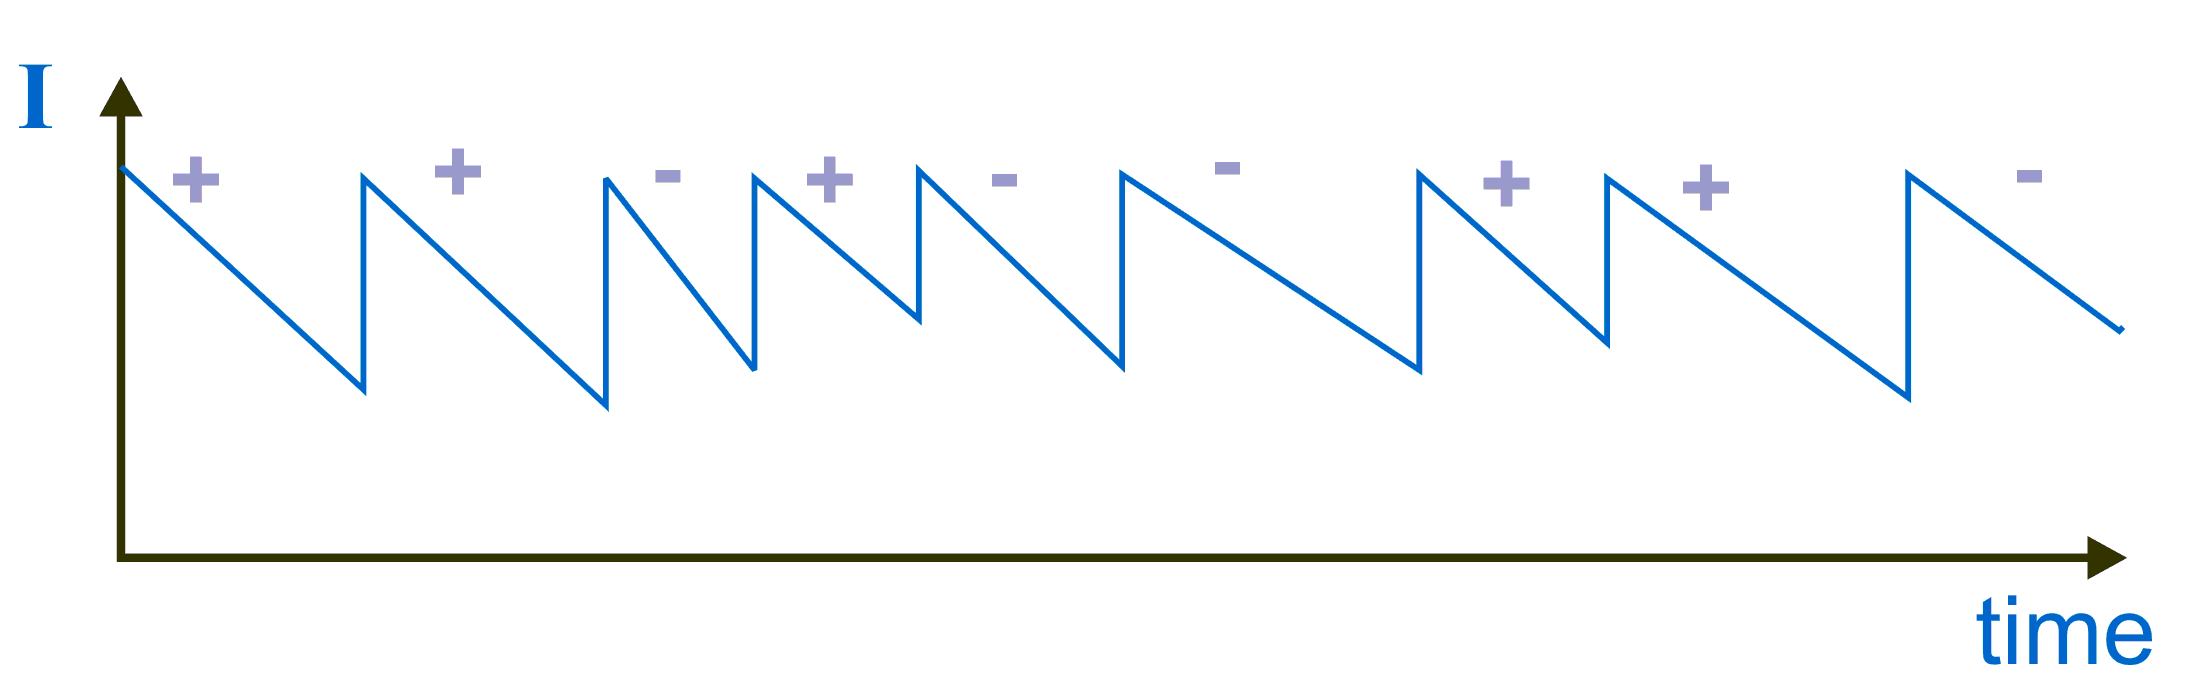 I
+ + - + - - + + -
time